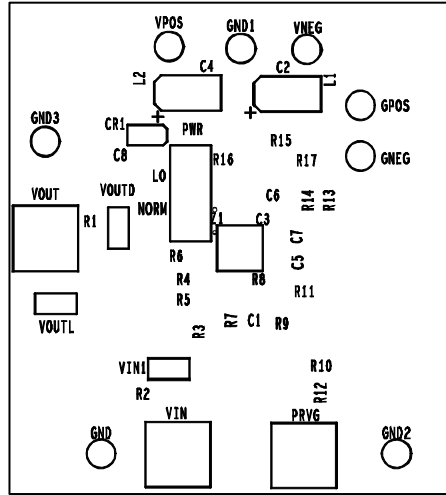 VPOS
GND1
VNEG
L2
C4
C2
L1
GPOS
GND3
CR1
PWR
R15
C8
R16
R17
GNEG
LO
VOUT
VOUTD
C6
R14
R13
NORM
R1
Z1
C3
C7
R6
C5
R4
R8
R5
R11
VOUTL
R3
R7
C1
R9
VIN1
R10
R2
R12
VIN
PRVG
GND
GND2